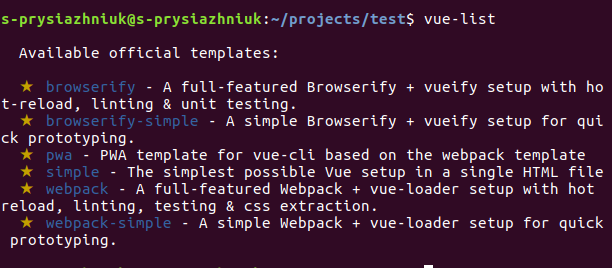 s-prysiazhniuk@s-prysiazhniuk:~/projects/test$ vue-list
Available official templates:
★ browserify - A full-featured Browserify + vueify setup with ho
t-reload, linting & unit testing.
★ browserify-simple - A simple Browserify + vueify setup for qui
ck prototyping.
★ pwa - PWA template for vue-cli based on the webpack template
★ simple - The simplest possible Vue setup in a single HTML file
★ webpack - A full-featured Webpack + vue-loader setup with hot
reload, linting, testing & css extraction.
★ webpack-simple - A simple Webpack + vue-loader setup for quick
prototyping.